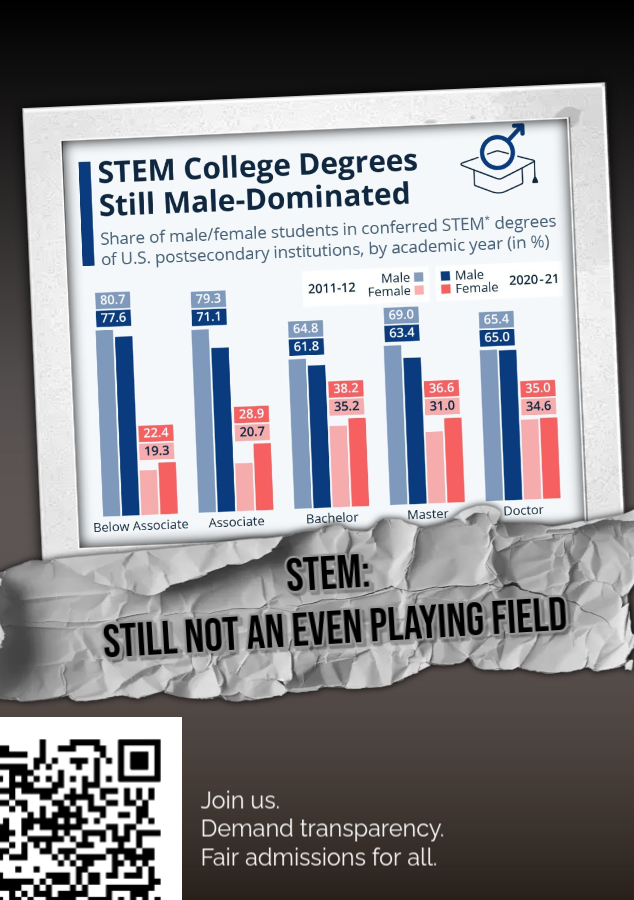 STEM College Degrees
Still Male-Dominated
Share of male/female students in conferred STEM* degrees
of U.S. postsecondary institutions, by academic year (in %)
2011-12 Male Female
Male Female 2020-21
80.7 79.3 64.8 69.0 65.4
77.6 71.1 61.8 63.4 65.0
22.4 28.9 38.2 36.6 35.0
19.3 20.7 35.2 31.0 34.6
Below Associate Associate Bachelor Master Doctor
STEM:
STILL NOT AN EVEN PLAYING FIELD
Join us.
Demand transparency.
Fair admissions for all.